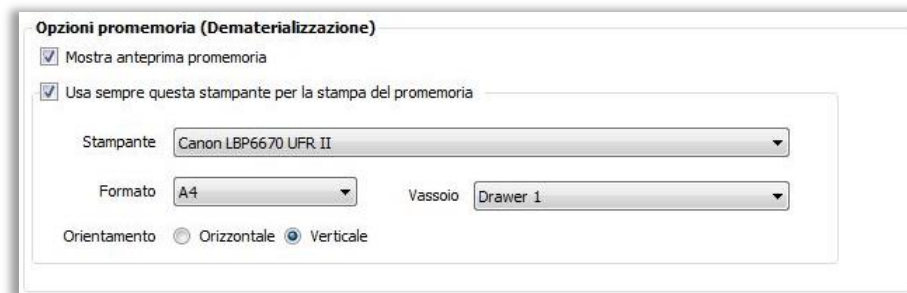 Opzioni promemoria (Dematerializzazione)
Mostra anteprima promemoria
Usa sempre questa stampante per la stampa del promemoria
Stampante Canon LBP6670 UFR II
Formato A4 Vassoio Drawer 1
Orientamento Orizzontale Verticale